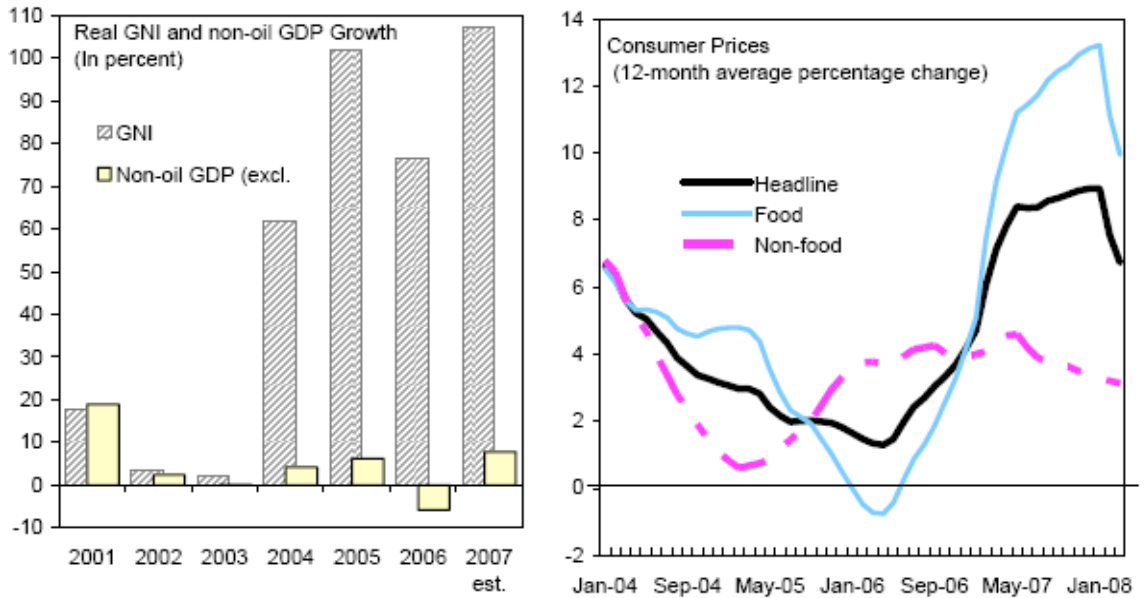 Real GNI and non-oil GDP Growth
(In percent)
110
100
90
80
70
60
50
40
30
20
10
0
-10
GNI
Non-oil GDP (excl.
2001 2002 2003 2004 2005 2006 2007
est.
Consumer Prices
(12-month average percentage change)
14
12
10
8
6
4
2
0
-2
Headline
Food
Non-food
Jan-04 Sep-04 May-05 Jan-06 Sep-06 May-07 Jan-08